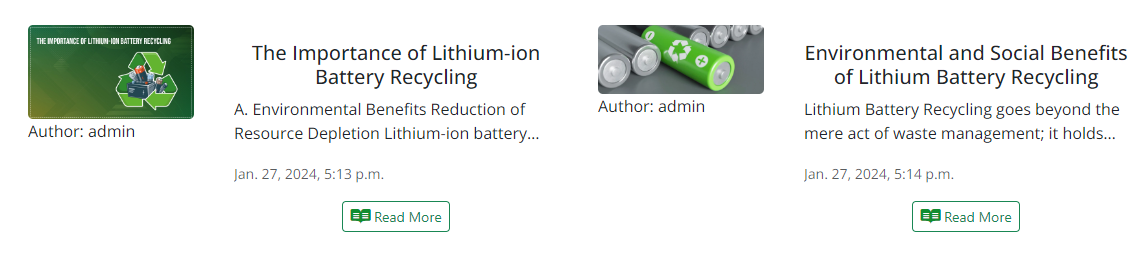 THE IMPORTANCE OF LITHIUM-ION BATTERY RECYCLING
Author: admin
The Importance of Lithium-ion
Battery Recycling
A. Environmental Benefits Reduction of
Resource Depletion Lithium-ion battery...
Jan. 27, 2024, 5:13 p.m.
Read More
Author: admin
Environmental and Social Benefits
of Lithium Battery Recycling
Lithium Battery Recycling goes beyond the
mere act of waste management; it holds...
Jan. 27, 2024, 5:14 p.m.
Read More